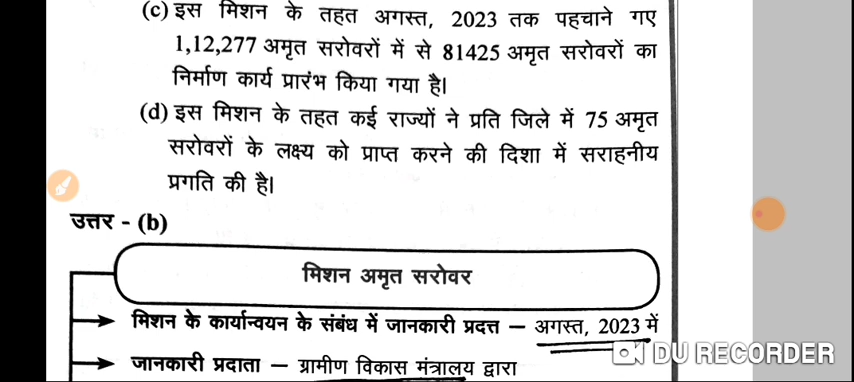 (c) इस मिशन के तहत अगस्त, 2023 तक पहचाने गए
1,12,277 अमृत सरोवरों में से 81425 अमृत सरोवरों का
निर्माण कार्य प्रारंभ किया गया है।
(d) इस मिशन के तहत कई राज्यों ने प्रति जिले में 75 अमृत
सरोवरों के लक्ष्य को प्राप्त करने की दिशा में सराहनीय
प्रगति की है।
उत्तर - (b)
मिशन अमृत सरोवर
मिशन के कार्यान्वयन के संबंध में जानकारी प्रदत्त – अगस्त, 2023 में
जानकारी प्रदाता – ग्रामीण विकास मंत्रालय द्वारा
DU RECORDER